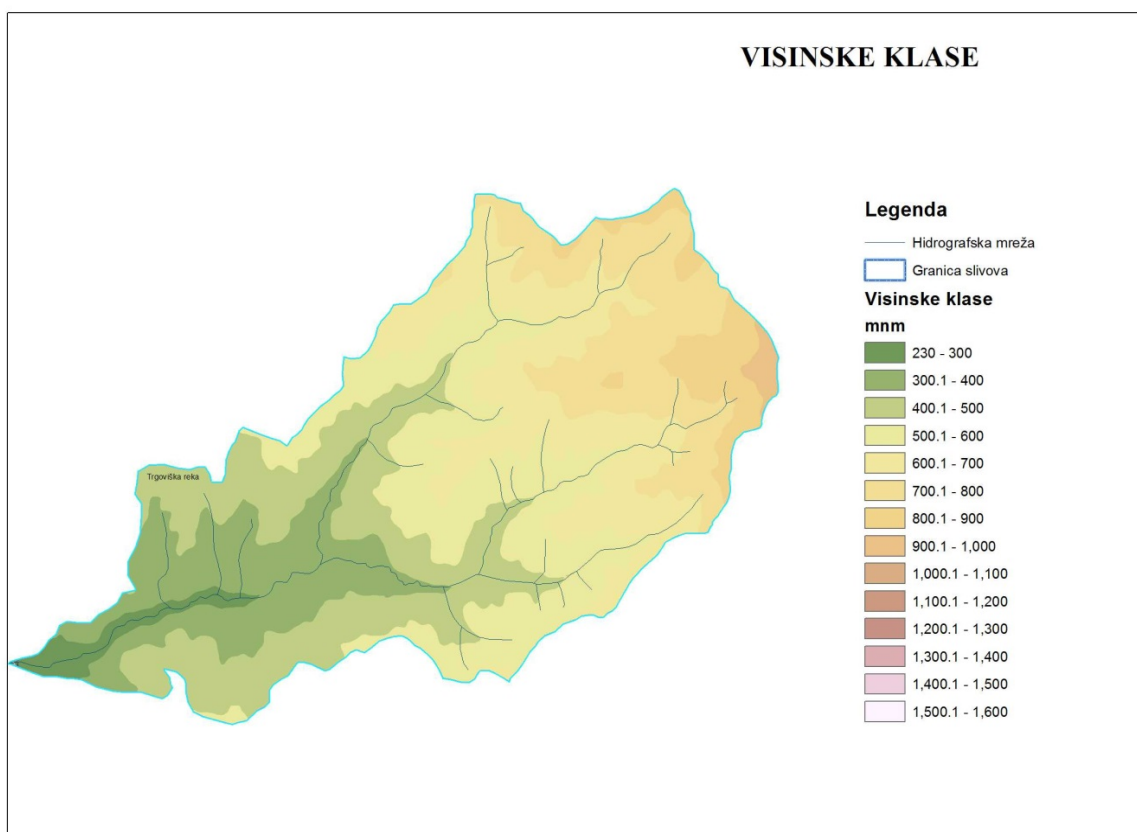 VISINSKE KLASE
Legenda
Hidrografska mreža
Granica slivova
Visinske klase
mnm
230 - 300
300.1 - 400
400.1 - 500
500.1 - 600
600.1 - 700
700.1 - 800
800.1 - 900
900.1 - 1,000
1,000.1 - 1,100
1,100.1 - 1,200
1,200.1 - 1,300
1,300.1 - 1,400
1,400.1 - 1,500
1,500.1 - 1,600
Trgoviška reka